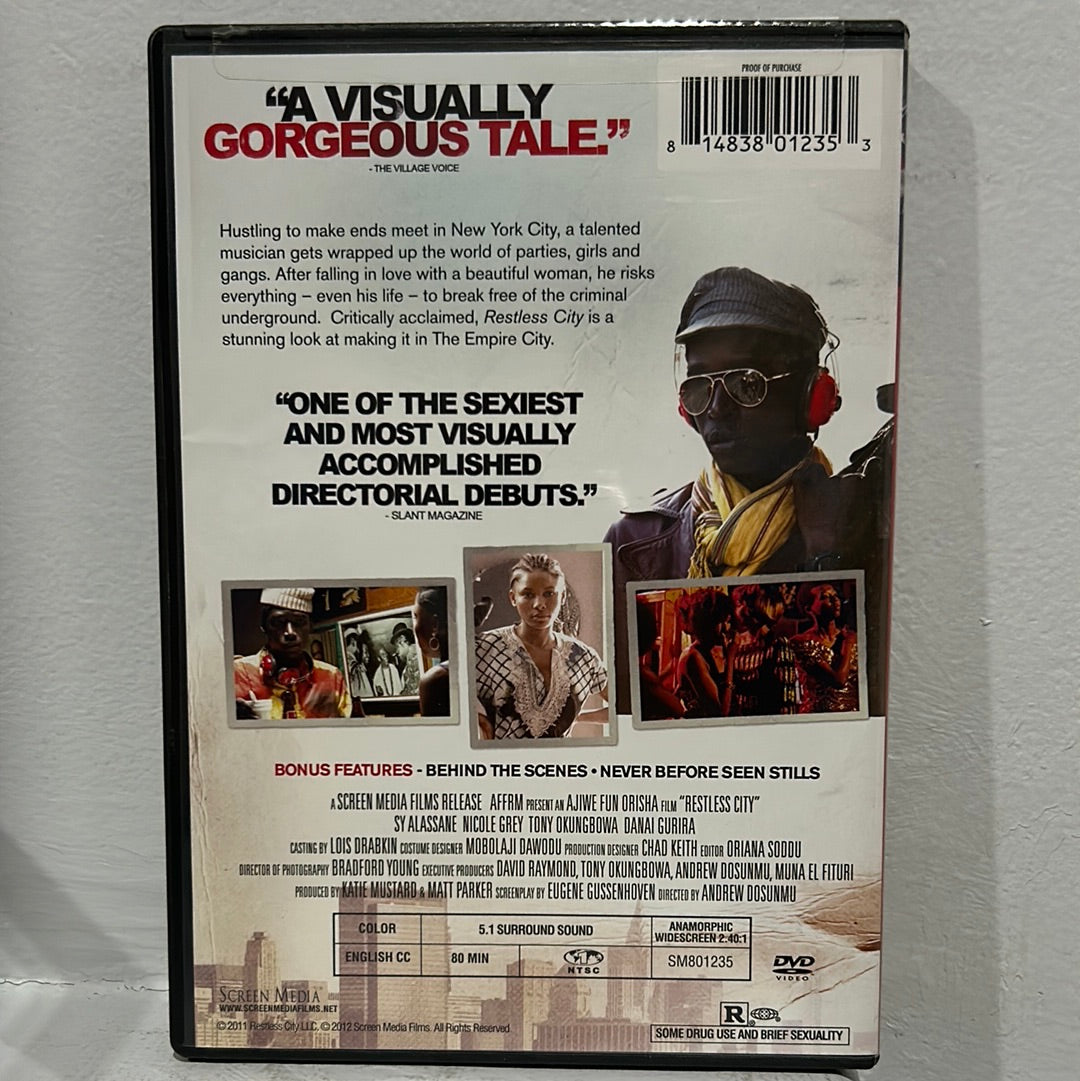 PROOF OF PURCHASE
8 14838 01235 3
“A VISUALLY
GORGEOUS TALE.”
- THE VILLAGE VOICE
Hustling to make ends meet in New York City, a talented
musician gets wrapped up the world of parties, girls and
gangs. After falling in love with a beautiful woman, he risks
everything – even his life – to break free of the criminal
underground. Critically acclaimed, Restless City is a
stunning look at making it in The Empire City.
“ONE OF THE SEXIEST
AND MOST VISUALLY
ACCOMPLISHED
DIRECTORIAL DEBUTS.”
- SLANT MAGAZINE
BONUS FEATURES - BEHIND THE SCENES • NEVER BEFORE SEEN STILLS
A SCREEN MEDIA FILMS RELEASE AFFRM PRESENT AN AJIWE FUN ORISHA FILM “RESTLESS CITY”
SY ALASSANE NICOLE GREY TONY OKUNGBOWA DANAI GURIRA
CASTING BY LOIS DRABKIN COSTUME DESIGNER MOBOLAJI DAWODU PRODUCTION DESIGNER CHAD KEITH EDITOR ORIANA SODDU
DIRECTOR OF PHOTOGRAPHY BRADFORD YOUNG EXECUTIVE PRODUCERS DAVID RAYMOND, TONY OKUNGBOWA, ANDREW DOSUNMU, MUNA EL FITURI
PRODUCED BY KATIE MUSTARD & MATT PARKER SCREENPLAY BY EUGENE GUSSENHOVEN DIRECTED BY ANDREW DOSUNMU
COLOR 5.1 SURROUND SOUND ANAMORPHIC
WIDESCREEN 2.40:1
ENGLISH CC 80 MIN NTSC SM801235
DVD
VIDEO
SCREEN MEDIA
WWW.SCREENMEDIAFILMS.NET
© 2011 Restless City LLC. © 2012 Screen Media Films. All Rights Reserved.
R
SOME DRUG USE AND BRIEF SEXUALITY